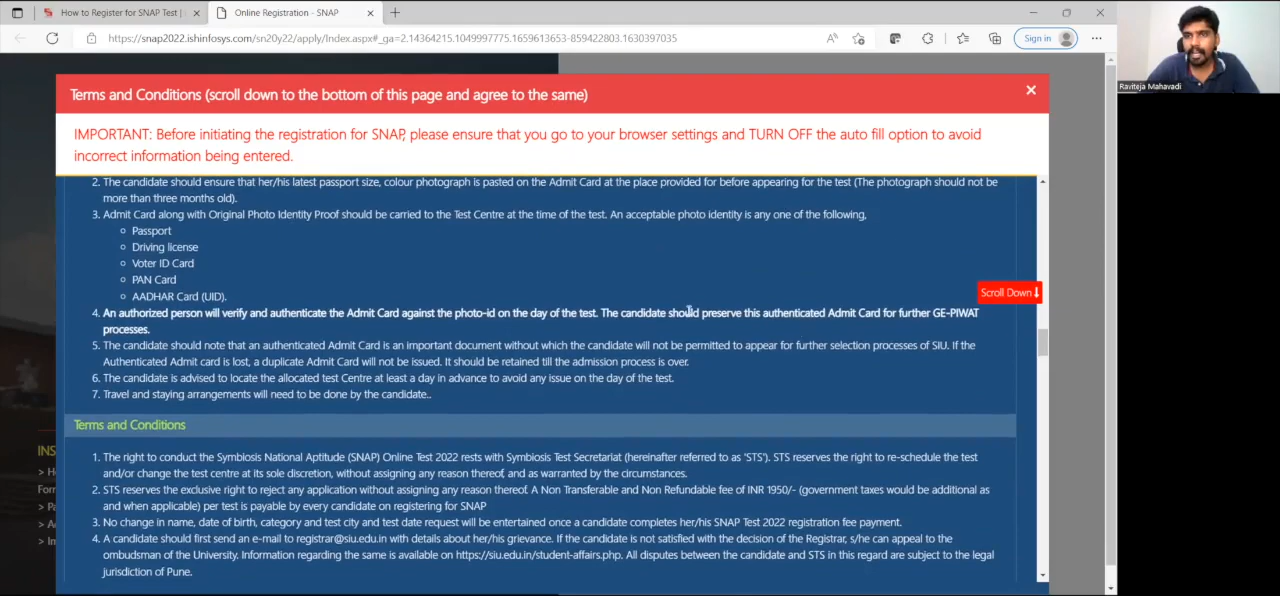 How to Register for SNAP Test |
Online Registration - SNAP
https://snap2022.ishinfosys.com/sn20y22/apply/Index.aspx#_ga=2.14364215.1049997775.1659613653-859422803.1630397035
Sign in
Raviteja Mahavadi
Terms and Conditions (scroll down to the bottom of this page and agree to the same)
IMPORTANT: Before initiating the registration for SNAP, please ensure that you go to your browser settings and TURN OFF the auto fill option to avoid
incorrect information being entered.
2. The candidate should ensure that her/his latest passport size, colour photograph is pasted on the Admit Card at the place provided for before appearing for the test (The photograph should not be
more than three months old).
3. Admit Card along with Original Photo Identity Proof should be carried to the Test Centre at the time of the test. An acceptable photo identity is any one of the following,
Passport
Driving license
Voter ID Card
PAN Card
AADHAR Card (UID).
Scroll Down
4. An authorized person will verify and authenticate the Admit Card against the photo-id on the day of the test. The candidate should preserve this authenticated Admit Card for further GE-PIWAT
processes.
5. The candidate should note that an authenticated Admit Card is an important document without which the candidate will not be permitted to appear for further selection processes of SIU. If the
Authenticated Admit card is lost, a duplicate Admit Card will not be issued. It should be retained till the admission process is over.
6. The candidate is advised to locate the allocated test Centre at least a day in advance to avoid any issue on the day of the test.
7. Travel and staying arrangements will need to be done by the candidate..
Terms and Conditions
1. The right to conduct the Symbiosis National Aptitude (SNAP) Online Test 2022 rests with Symbiosis Test Secretariat (hereinafter referred to as 'STS'). STS reserves the right to re-schedule the test
and/or change the test centre at its sole discretion, without assigning any reason thereof, and as warranted by the circumstances.
2. STS reserves the exclusive right to reject any application without assigning any reason thereof. A Non Transferable and Non Refundable fee of INR 1950/- (government taxes would be additional as
and when applicable) per test is payable by every candidate on registering for SNAP
3. No change in name, date of birth, category and test city and test date request will be entertained once a candidate completes her/his SNAP Test 2022 registration fee payment.
4. A candidate should first send an e-mail to registrar@siu.edu.in with details about her/his grievance. If the candidate is not satisfied with the decision of the Registrar, s/he can appeal to the
ombudsman of the University. Information regarding the same is available on https://siu.edu.in/student-affairs.php. All disputes between the candidate and STS in this regard are subject to the legal
jurisdiction of Pune.
INS
> H
Forr
> Pa
> A
> In